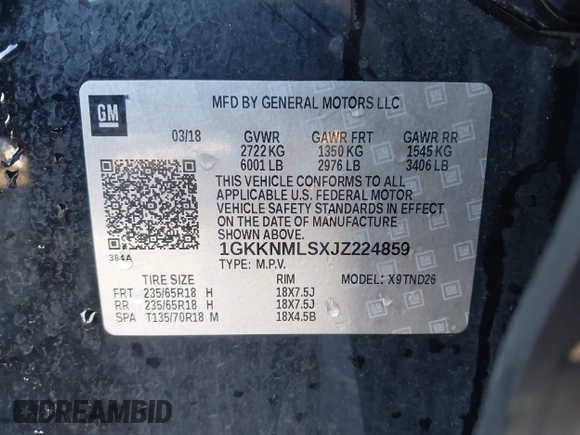 GM
MFD BY GENERAL MOTORS LLC
03/18 GVWR GAWR FRT GAWR RR
2722 KG 1350 KG 1545 KG
6001 LB 2976 LB 3406 LB
THIS VEHICLE CONFORMS TO ALL
APPLICABLE U.S. FEDERAL MOTOR
VEHICLE SAFETY STANDARDS IN EFFECT
ON THE DATE OF MANUFACTURE
SHOWN ABOVE.
1GKKNMLSXJZ224859
384A
TYPE: M.P.V.
TIRE SIZE RIM MODEL: X9TND26
FRT 235/65R18 H 18X7.5J
RR 235/65R18 H 18X7.5J
SPA T135/70R18 M 18X4.5B
DREAMBID